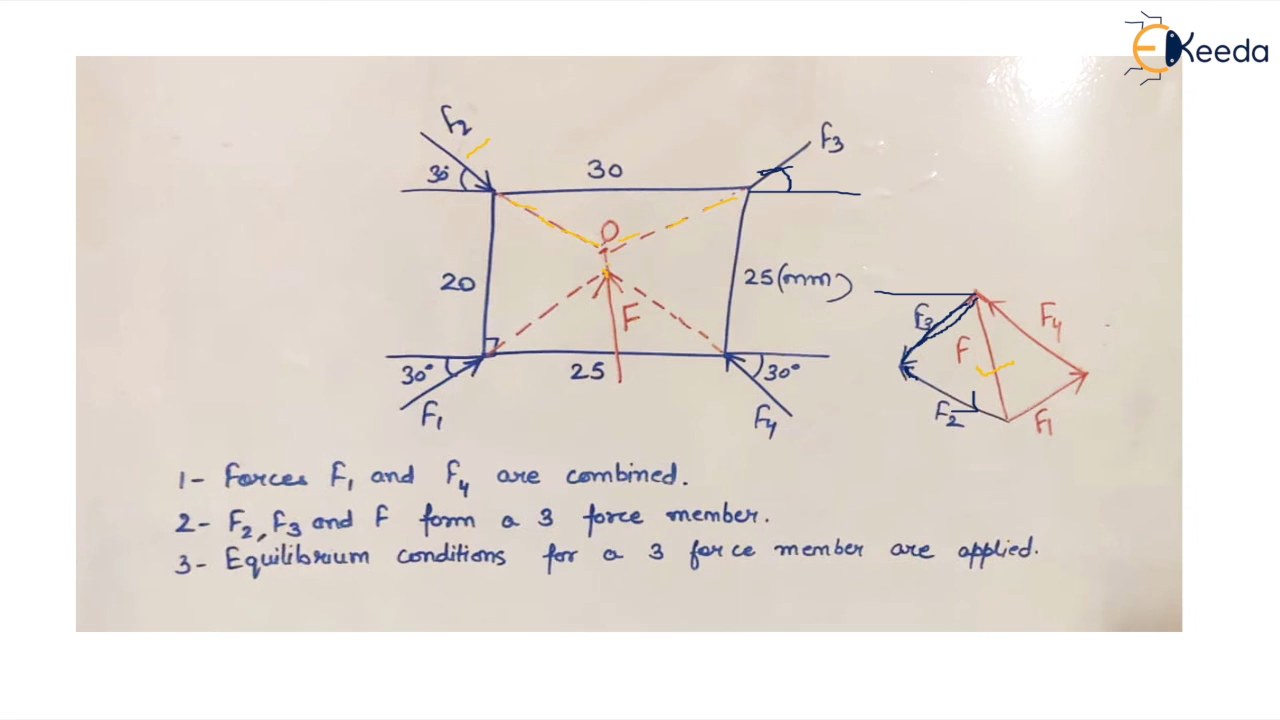 EKeeda
F2
F3
30°
30
O
20
25(mm)
F
30°
25
30°
F1
F4
F3
F4
F
F2
F1
1- Forces F1 and F4 are combined.
2- F2, F3 and F form a 3 force member.
3- Equilibrium conditions for a 3 force member are applied.